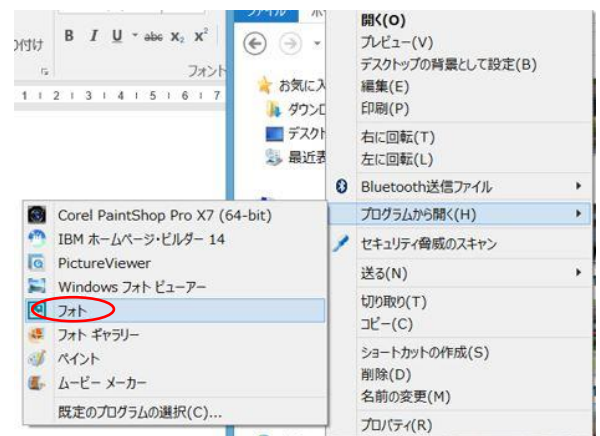 ファイル
り付け
B I U abc X₂ X²
フォント
1 2 1 3 1 4 1 5 1 6 1 7
お気に入
ダウンロ
デスクト
最近表
開く(O)
プレビュー(V)
デスクトップの背景として設定(B)
編集(E)
印刷(P)
右に回転(T)
左に回転(L)
Bluetooth送信ファイル
プログラムから開く(H)
セキュリティ脅威のスキャン
送る(N)
切り取り(T)
コピー(C)
ショートカットの作成(S)
削除(D)
名前の変更(M)
プロパティ(R)
Corel PaintShop Pro X7 (64-bit)
IBM ホームページ・ビルダー 14
PictureViewer
Windows フォト ビューアー
フォト
フォト ギャラリー
ペイント
ムービー メーカー
既定のプログラムの選択(C)...